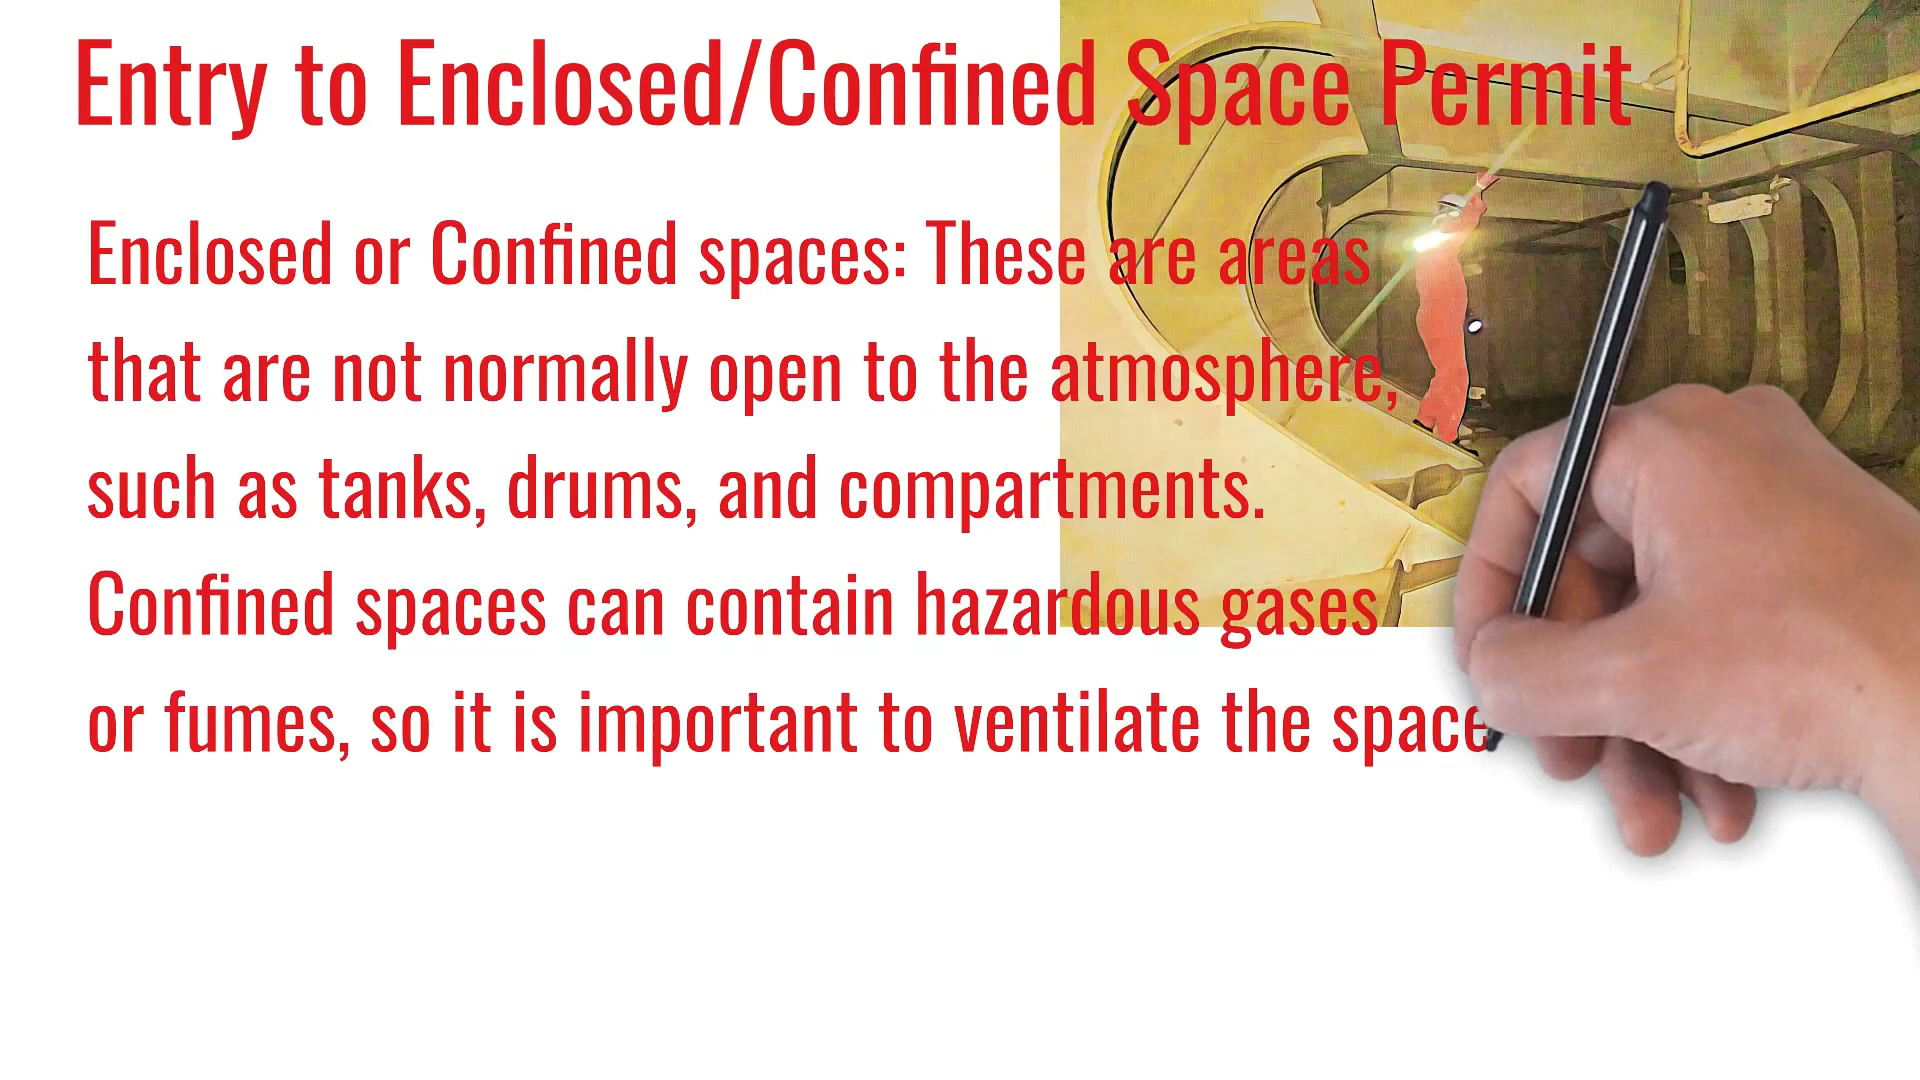 Entry to Enclosed/Confined Space Permit
Enclosed or Confined spaces: These are areas
that are not normally open to the atmosphere,
such as tanks, drums, and compartments.
Confined spaces can contain hazardous gases
or fumes, so it is important to ventilate the space